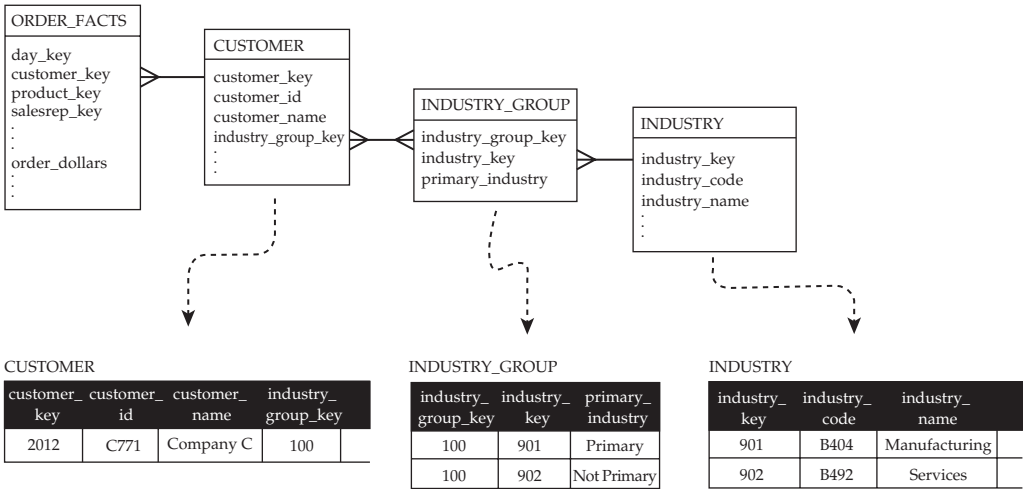 ORDER_FACTS
day_key
customer_key
product_key
salesrep_key
.
.
.
order_dollars
.
.
.
CUSTOMER
customer_key
customer_id
customer_name
industry_group_key
.
.
.
INDUSTRY_GROUP
industry_group_key
industry_key
primary_industry
INDUSTRY
industry_key
industry_code
industry_name
.
.
.
CUSTOMER
customer_ customer_ customer_ industry_
key id name group_key
2012 C771 Company C 100
INDUSTRY_GROUP
industry_ industry_ primary_
group_key key industry
100 901 Primary
100 902 Not Primary
INDUSTRY
industry_ industry_ industry_
key code name
901 B404 Manufacturing
902 B492 Services